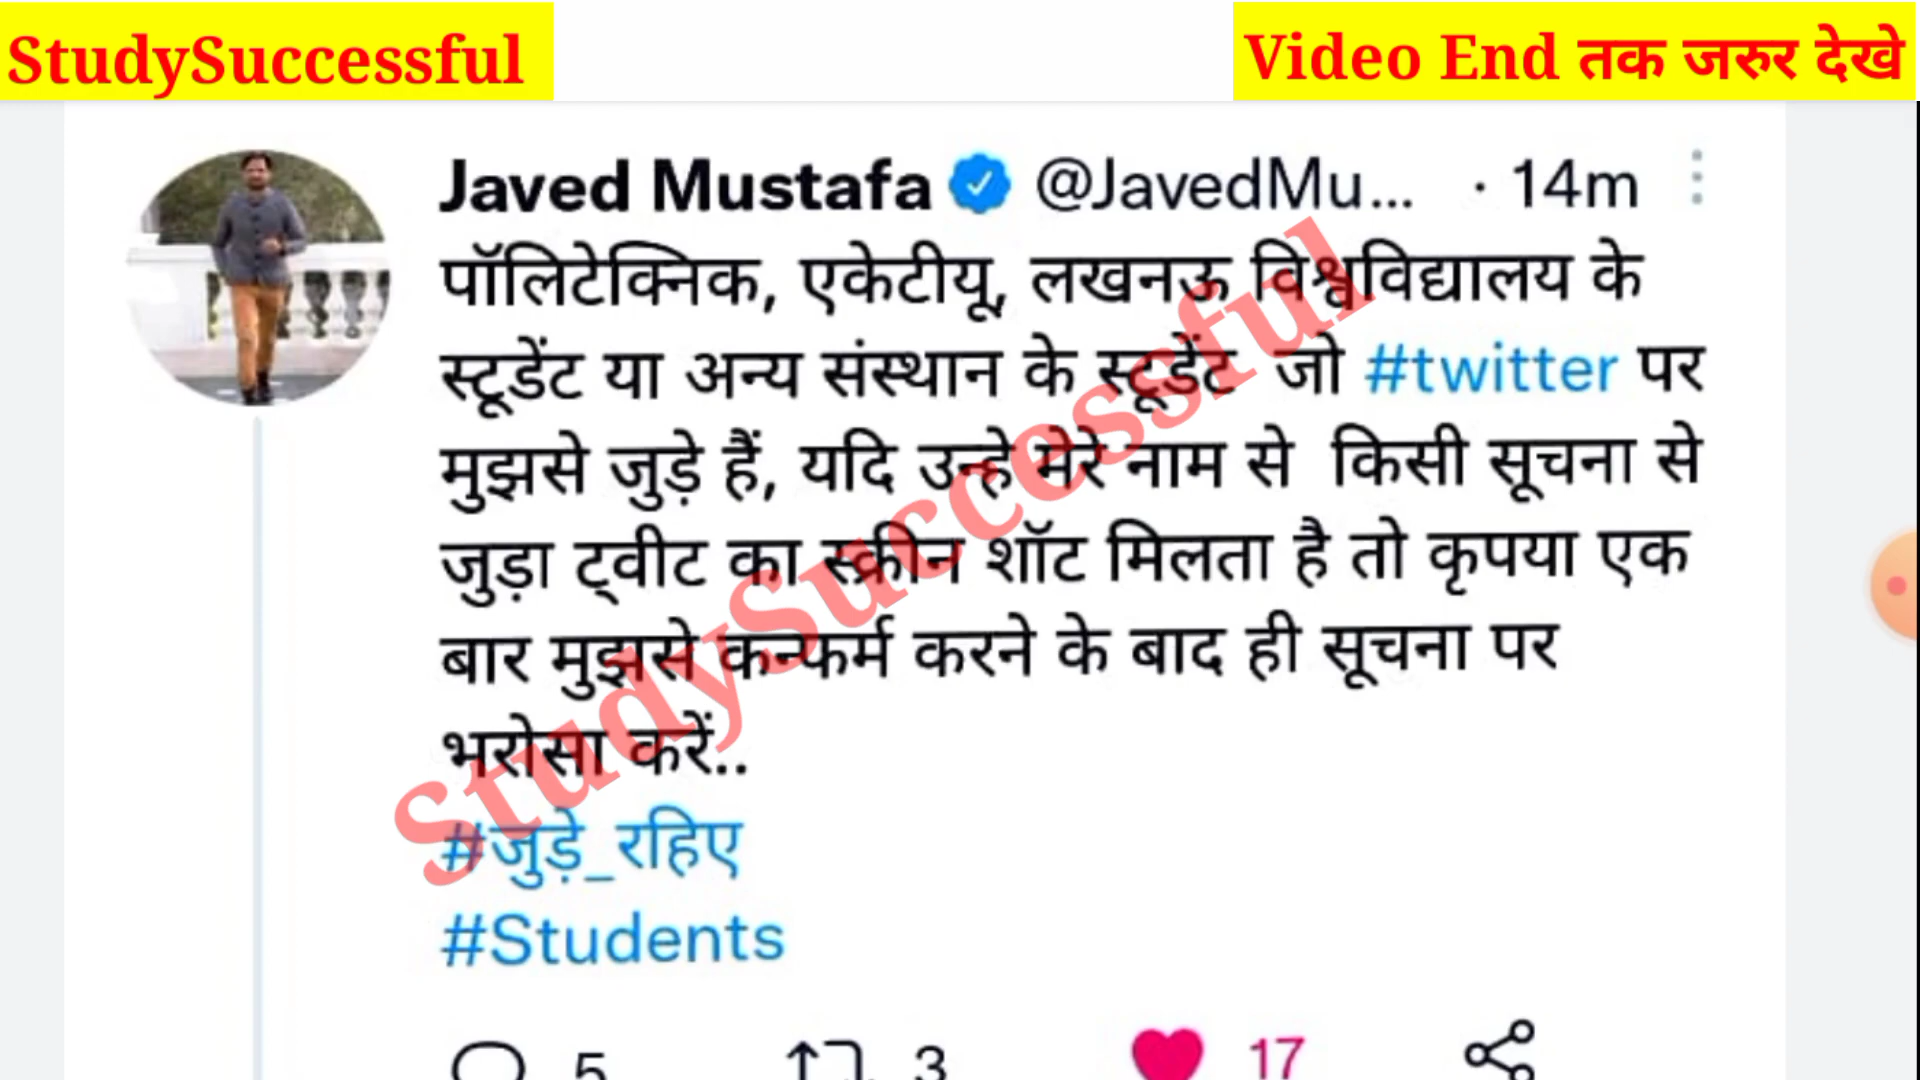 StudySuccessful
Video End तक जरुर देखे
Javed Mustafa @JavedMu... · 14m
पॉलिटेक्निक, एकेटीयू, लखनऊ विश्वविद्यालय के
स्टूडेंट या अन्य संस्थान के स्टूडेंट जो #twitter पर
मुझसे जुड़े हैं, यदि उन्हे मेरे नाम से किसी सूचना से
जुड़ा ट्वीट का स्क्रीन शॉट मिलता है तो कृपया एक
बार मुझसे कन्फर्म करने के बाद ही सूचना पर
भरोसा करें..
#जुड़े_रहिए
#Students
5 3 17
StudySuccessful